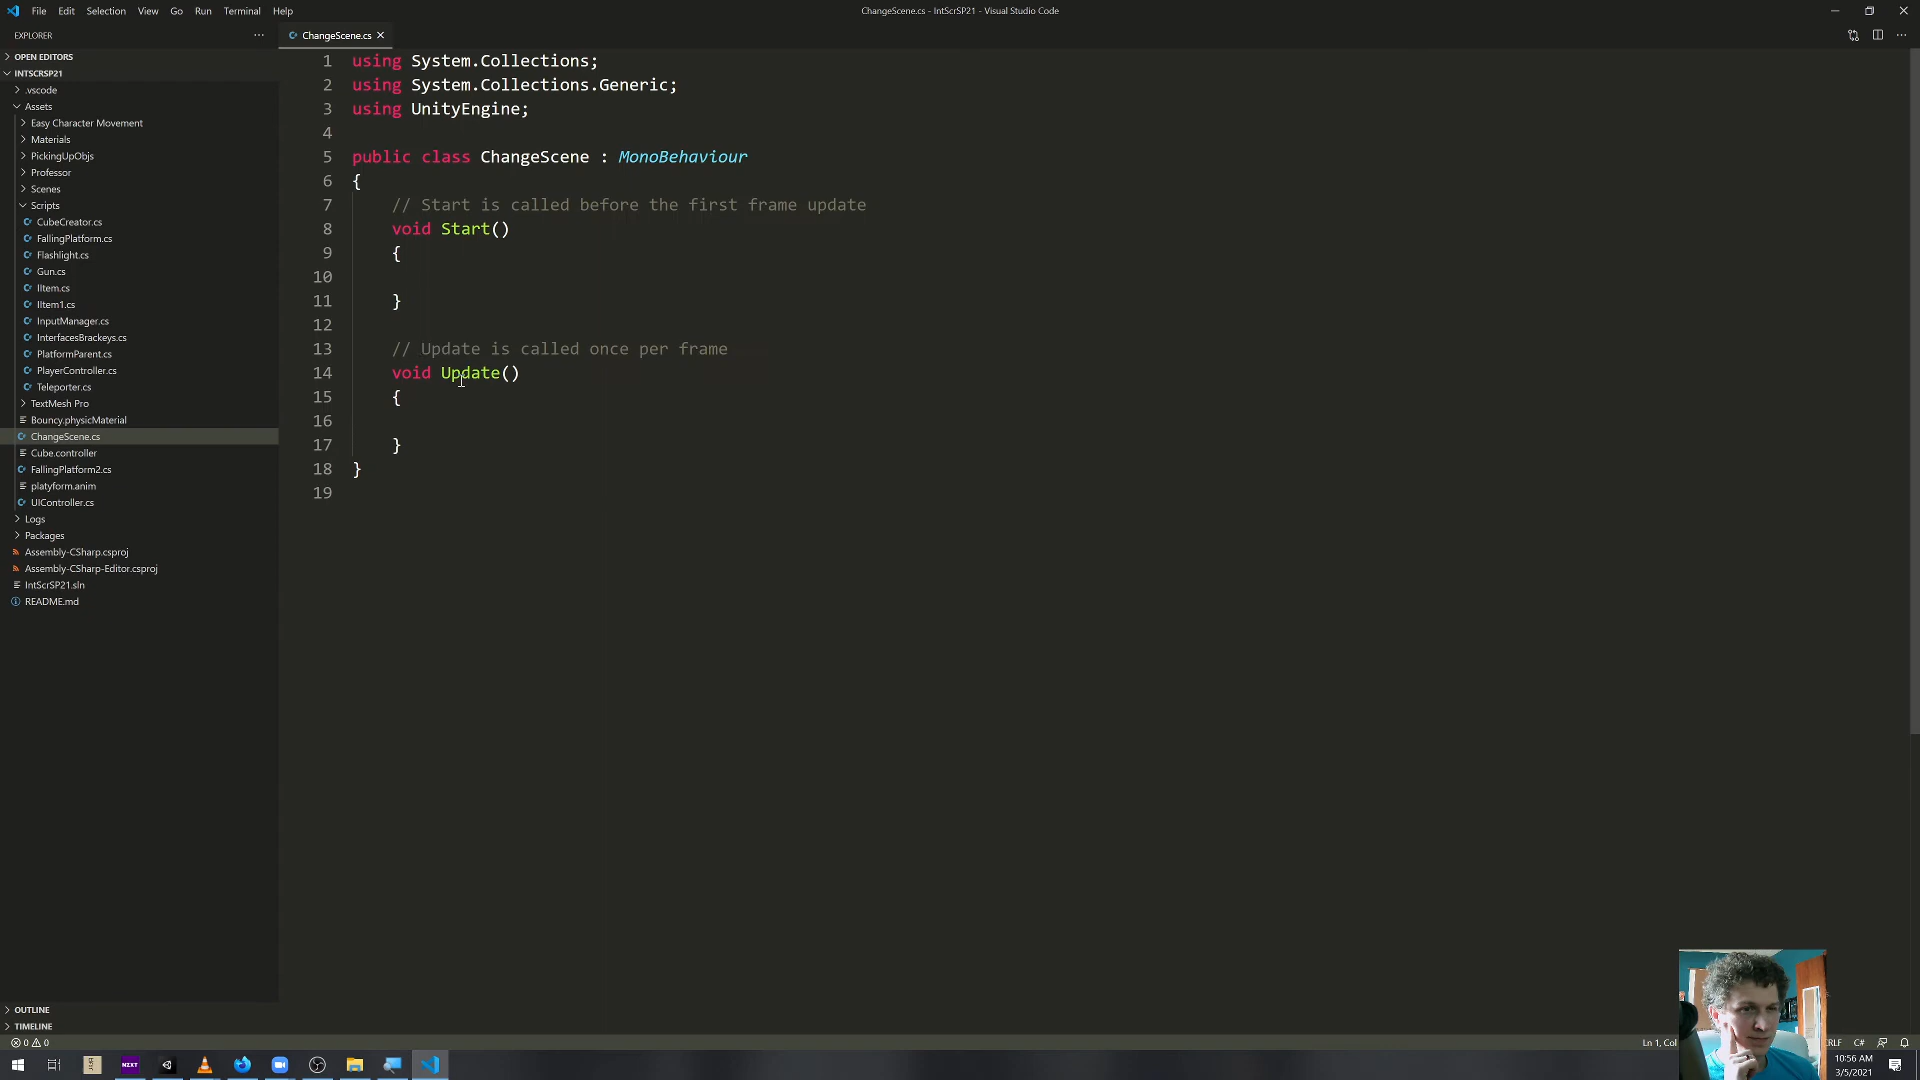 File Edit Selection View Go Run Terminal Help
ChangeScene.cs - IntScrSP21 - Visual Studio Code
EXPLORER
OPEN EDITORS
INTSCRSP21
.vscode
Assets
Easy Character Movement
Materials
PickingUpObjs
Professor
Scenes
Scripts
CubeCreator.cs
FallingPlatform.cs
Flashlight.cs
Gun.cs
IItem.cs
IItem1.cs
InputManager.cs
InterfacesBrackeys.cs
PlatformParent.cs
PlayerController.cs
Teleporter.cs
TextMesh Pro
Bouncy.physicMaterial
ChangeScene.cs
Cube.controller
FallingPlatform2.cs
platyform.anim
UIController.cs
Logs
Packages
Assembly-CSharp.csproj
Assembly-CSharp-Editor.csproj
IntScrSP21.sln
README.md
OUTLINE
TIMELINE
ChangeScene.cs
1 using System.Collections;
2 using System.Collections.Generic;
3 using UnityEngine;
4
5 public class ChangeScene : MonoBehaviour
6 {
7 // Start is called before the first frame update
8 void Start()
9 {
10
11 }
12
13 // Update is called once per frame
14 void Update()
15 {
16
17 }
18 }
19
0 0
Ln 1, Col
CRLF C#
NZXT
10:56 AM
3/5/2021